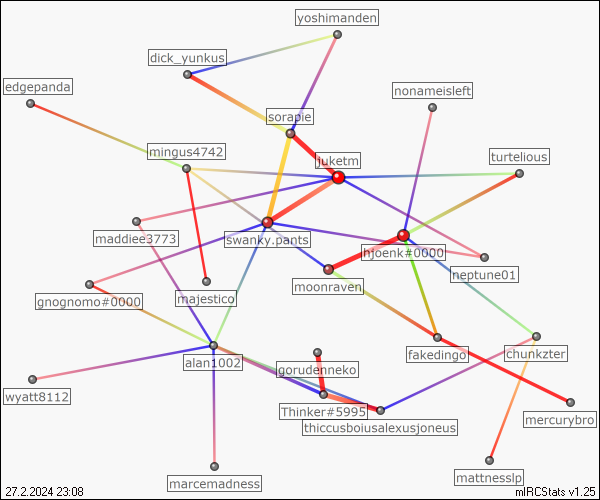 yoshimanden
dick_yunkus
edgepanda
nonameisleft
sorapie
mingus4742
juketm
turtelious
maddiee3773
swanky.pants
hjoenk#0000
neptune01
moonraven
gnognomo#0000
majestico
alan1002
gorudenneko
fakedingo
chunkzter
wyatt8112
Thinker#5995
thiccusboiusalexusjoneus
mercurybro
marcemadness
mattnesslp
27.2.2024 23:08
mIRCStats v1.25